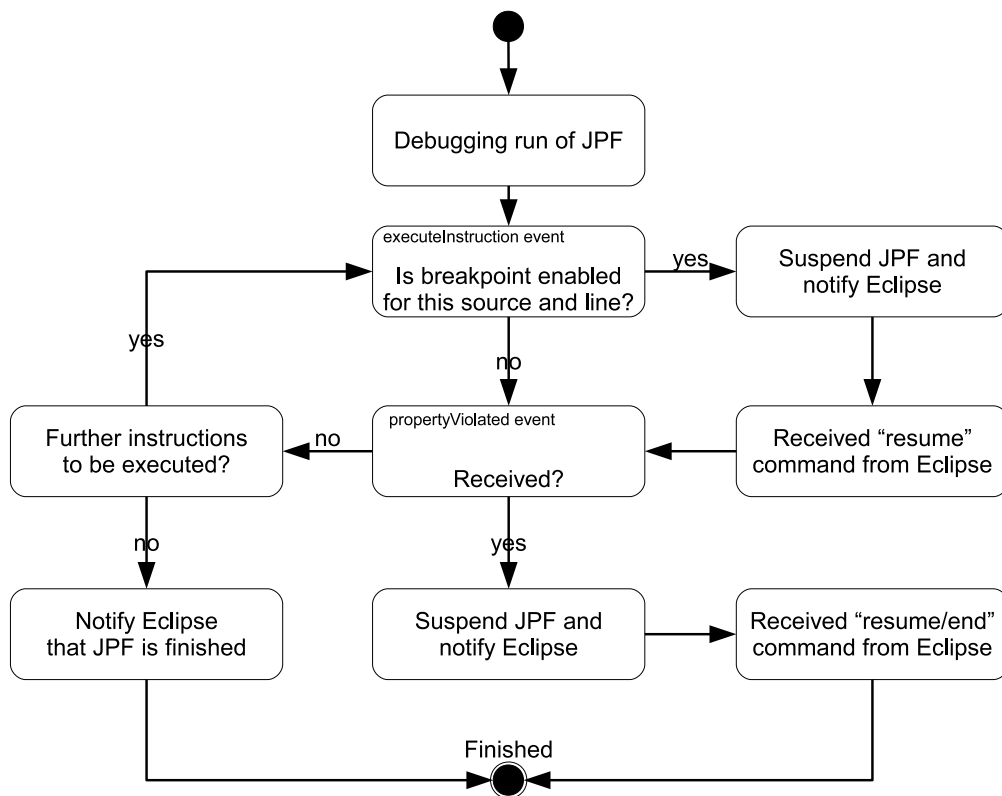 Debugging run of JPF
executeInstruction event
Is breakpoint enabled
for this source and line?
yes
Suspend JPF and
notify Eclipse
yes
no
Further instructions
to be executed?
no
propertyViolated event
Received?
Received “resume”
command from Eclipse
no
yes
Notify Eclipse
that JPF is finished
Suspend JPF and
notify Eclipse
Received “resume/end”
command from Eclipse
Finished